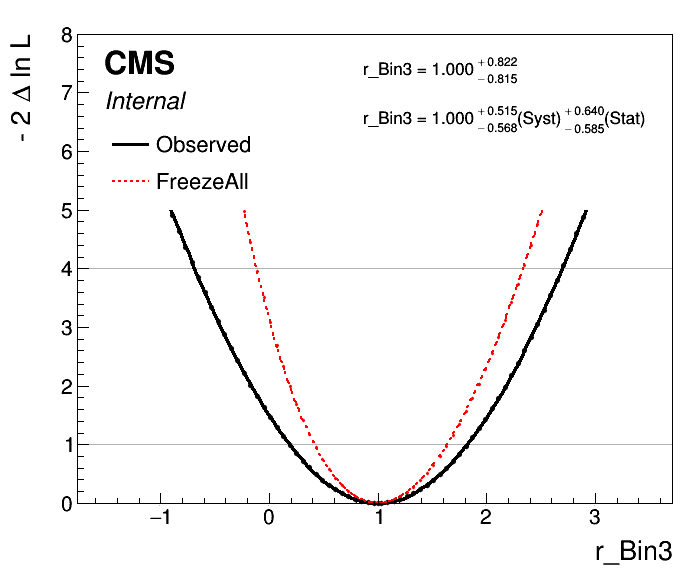 - 2 Δ ln L
8
7
6
5
4
3
2
1
0
CMS
Internal
Observed
FreezeAll
r_Bin3 = 1.000 +0.822 −0.815
r_Bin3 = 1.000 +0.515 −0.568 (Syst) +0.640 −0.585 (Stat)
−1 0 1 2 3
r_Bin3